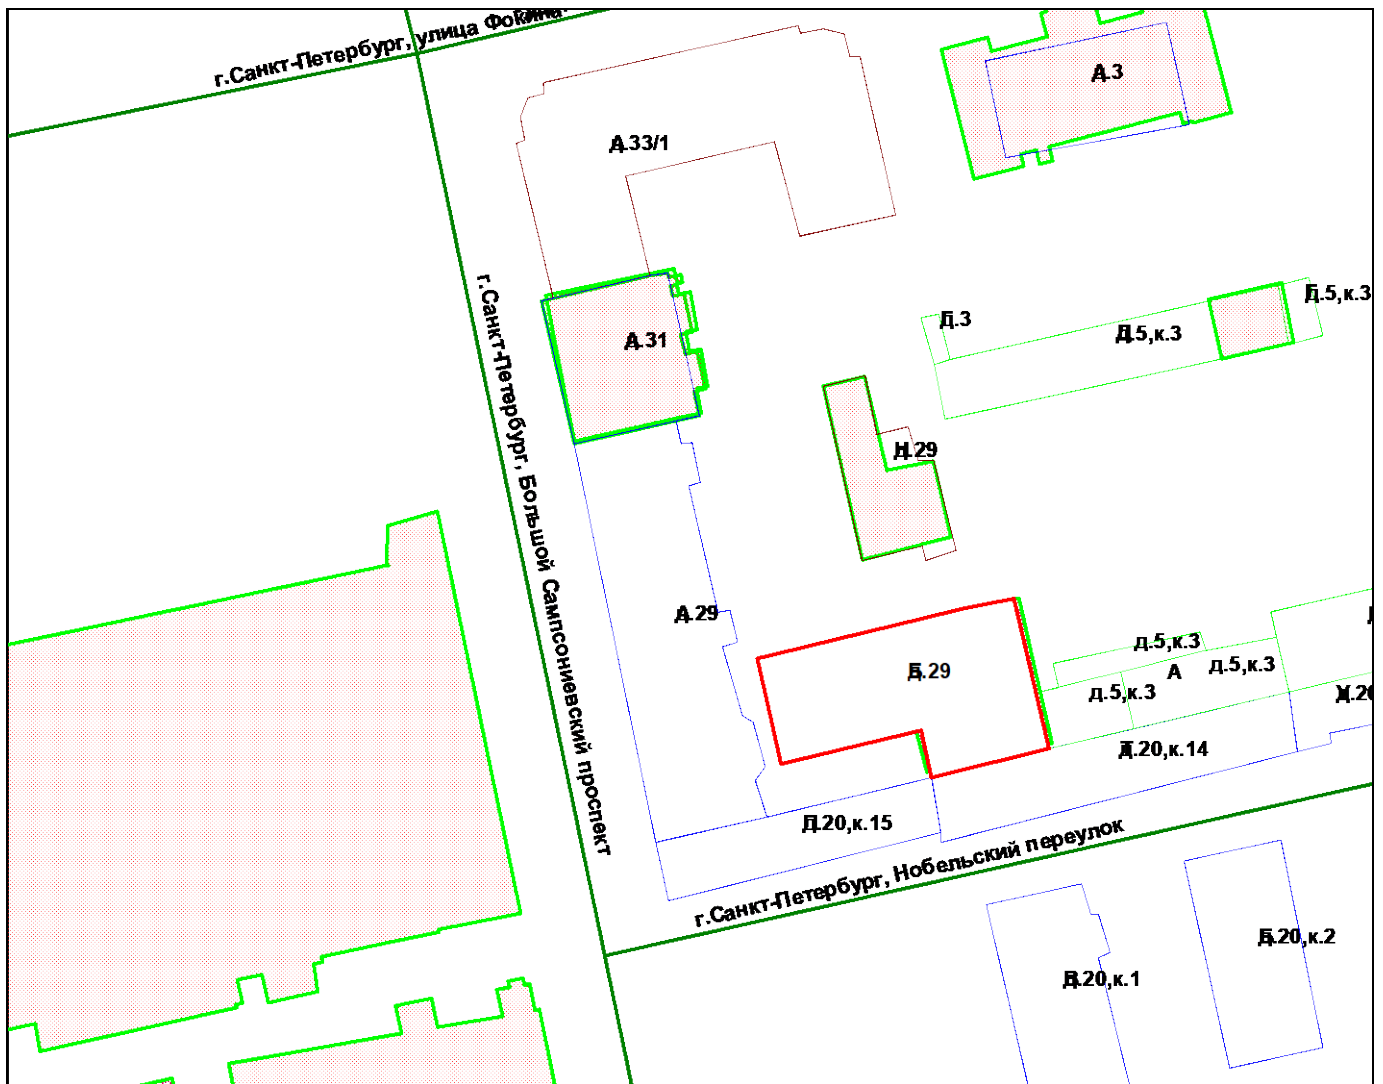 г.Санкт-Петербург, улица Фокина
А.3
А.33/1
г.Санкт-Петербург, Большой Сампсониевский проспект
Д.5,к.3
Д.3
Д.5,к.3
А.31
Н.29
А.29
Б.29
д.5,к.3
д.5,к.3
А
д.5,к.3
20,к.14
20,к.15
г.Санкт-Петербург, Нобельский переулок
Б.20,к.2
В.20,к.1